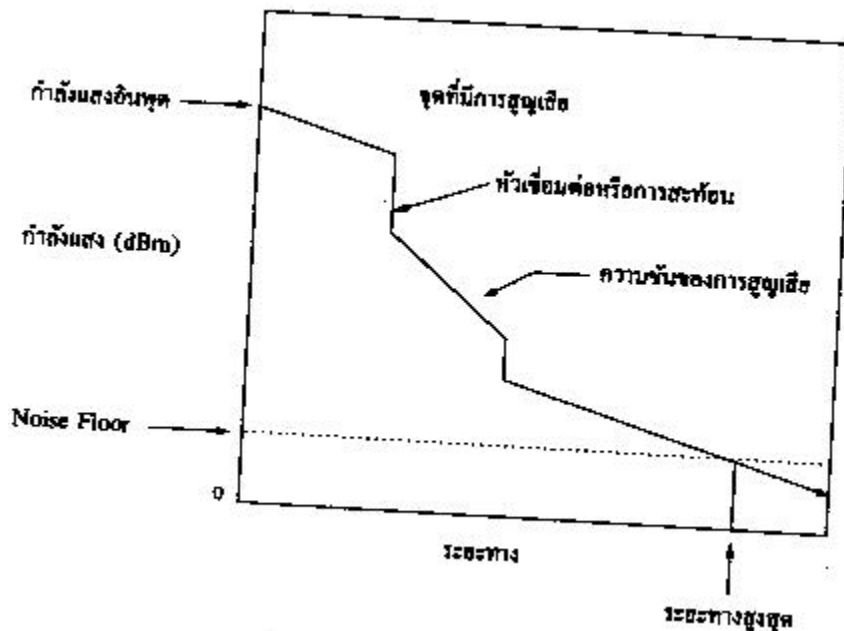 กำลังแสงอินพุต
จุดที่มีการสูญเสีย
หัวเชื่อมต่อหรือการสะท้อน
กำลังแสง (dBm)
ความชันของการสูญเสีย
Noise Floor
0
ระยะทาง
ระยะทางสูงสุด